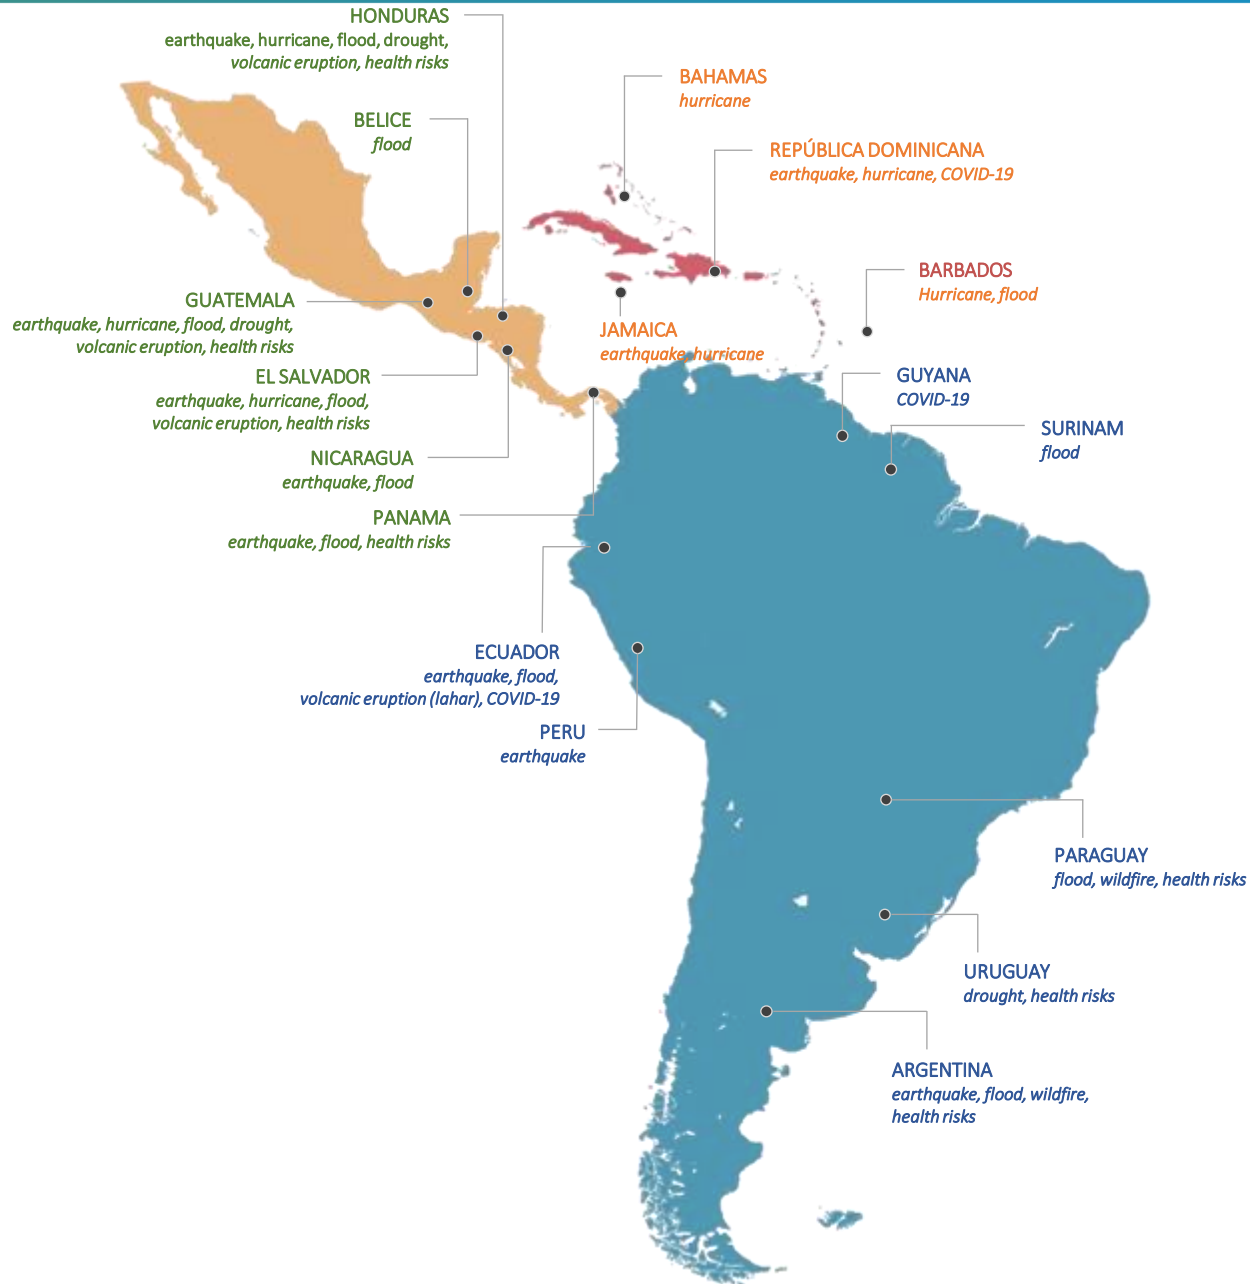 HONDURAS
earthquake, hurricane, flood, drought,
volcanic eruption, health risks
BAHAMAS
hurricane
BELICE
flood
REPÚBLICA DOMINICANA
earthquake, hurricane, COVID-19
BARBADOS
Hurricane, flood
GUATEMALA
earthquake, hurricane, flood, drought,
volcanic eruption, health risks
JAMAICA
earthquake, hurricane
EL SALVADOR
earthquake, hurricane, flood,
volcanic eruption, health risks
GUYANA
COVID-19
SURINAM
flood
NICARAGUA
earthquake, flood
PANAMA
earthquake, flood, health risks
ECUADOR
earthquake, flood,
volcanic eruption (lahar), COVID-19
PERU
earthquake
PARAGUAY
flood, wildfire, health risks
URUGUAY
drought, health risks
ARGENTINA
earthquake, flood, wildfire,
health risks